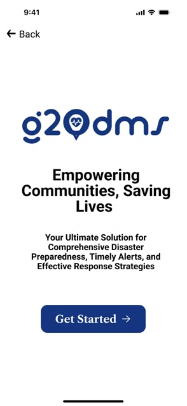 9:41
← Back
g20dms
Empowering
Communities, Saving
Lives
Your Ultimate Solution for
Comprehensive Disaster
Preparedness, Timely Alerts, and
Effective Response Strategies
Get Started →